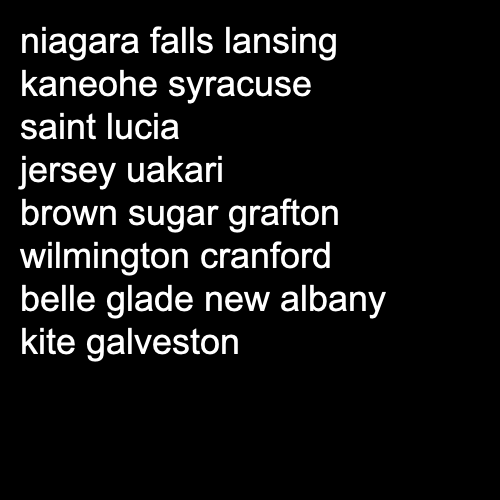 niagara falls lansing
kaneohe syracuse
saint lucia
jersey uakari
brown sugar grafton
wilmington cranford
belle glade new albany
kite galveston